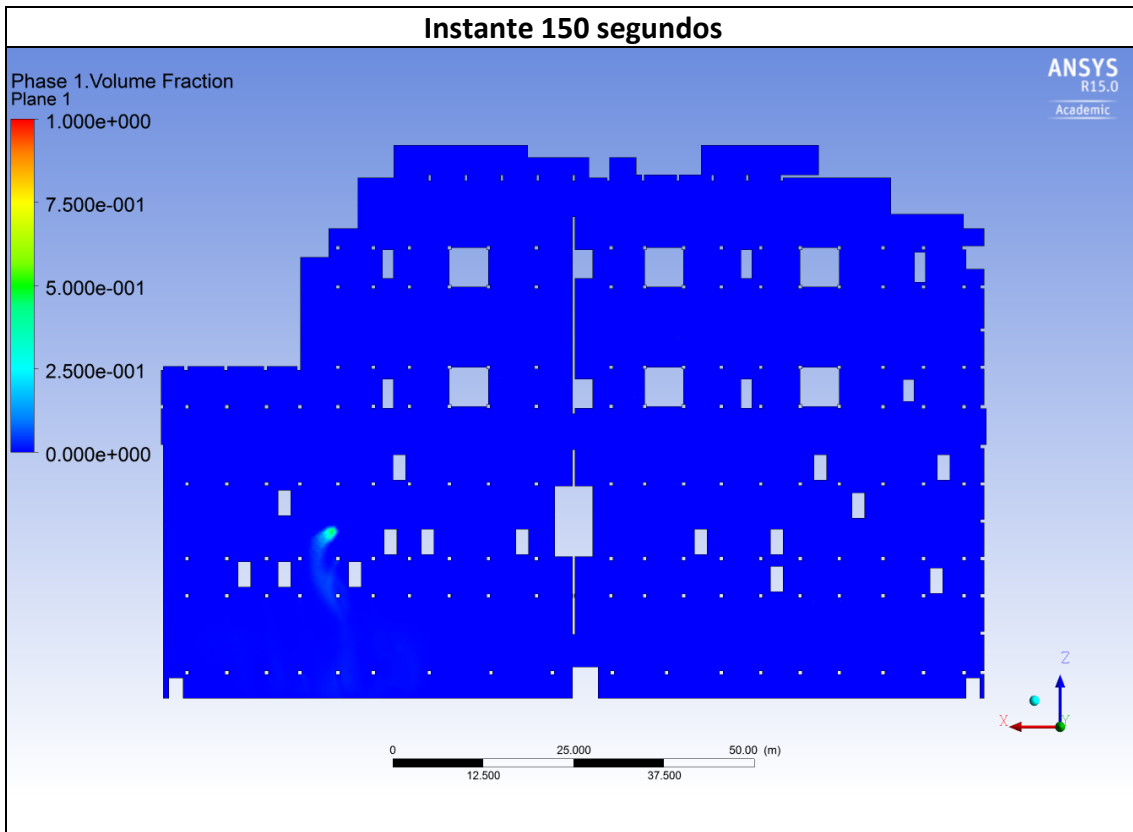 Instante 150 segundos
Phase 1.Volume Fraction
Plane 1
ANSYS
R15.0
Academic
1.000e+000
7.500e-001
5.000e-001
2.500e-001
0.000e+000
Z
X
Y
0 25.000 50.00 (m)
12.500 37.500